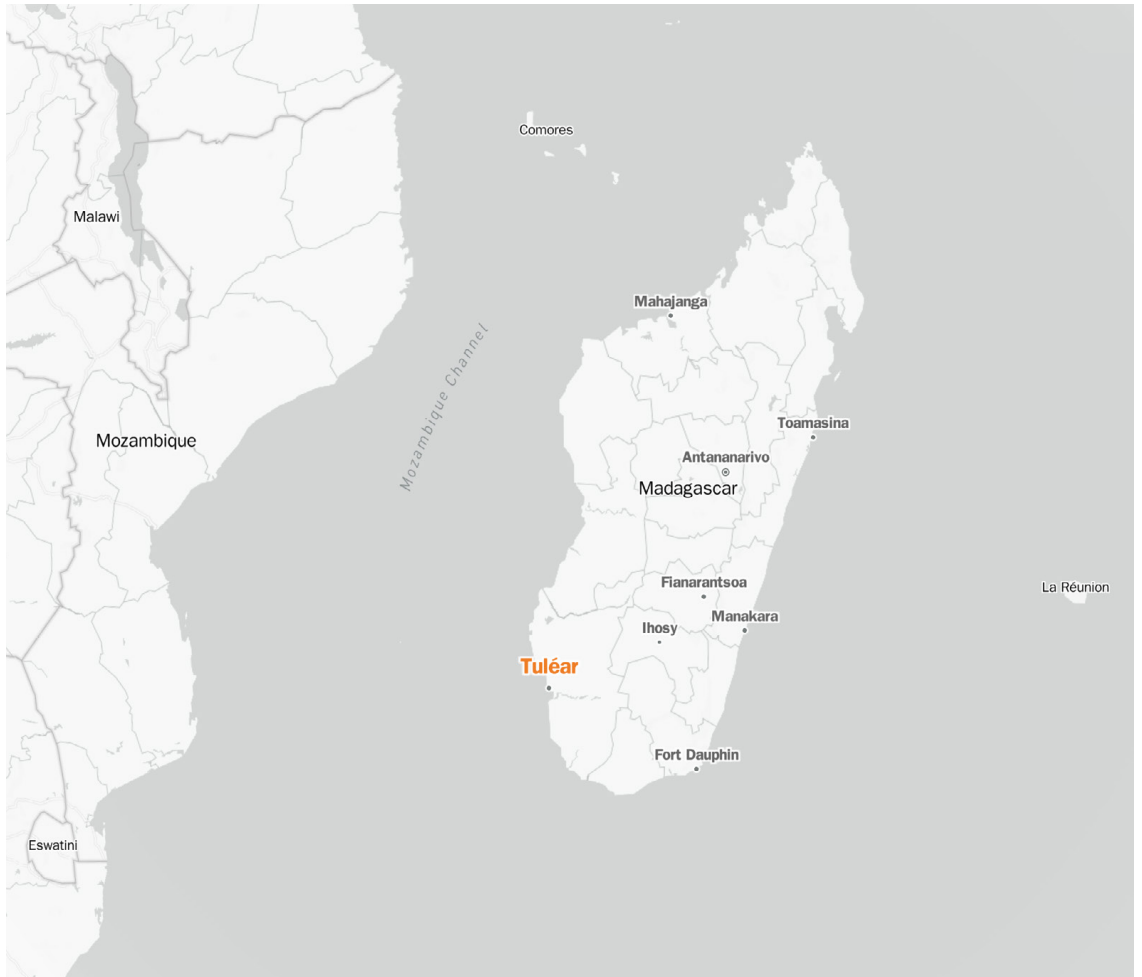 Comores
Malawi
Mahajanga
Mozambique Channel
Toamasina
Mozambique
Antananarivo
Madagascar
Fianarantsoa
La Réunion
Manakara
Ihosy
Tuléar
Fort Dauphin
Eswatini